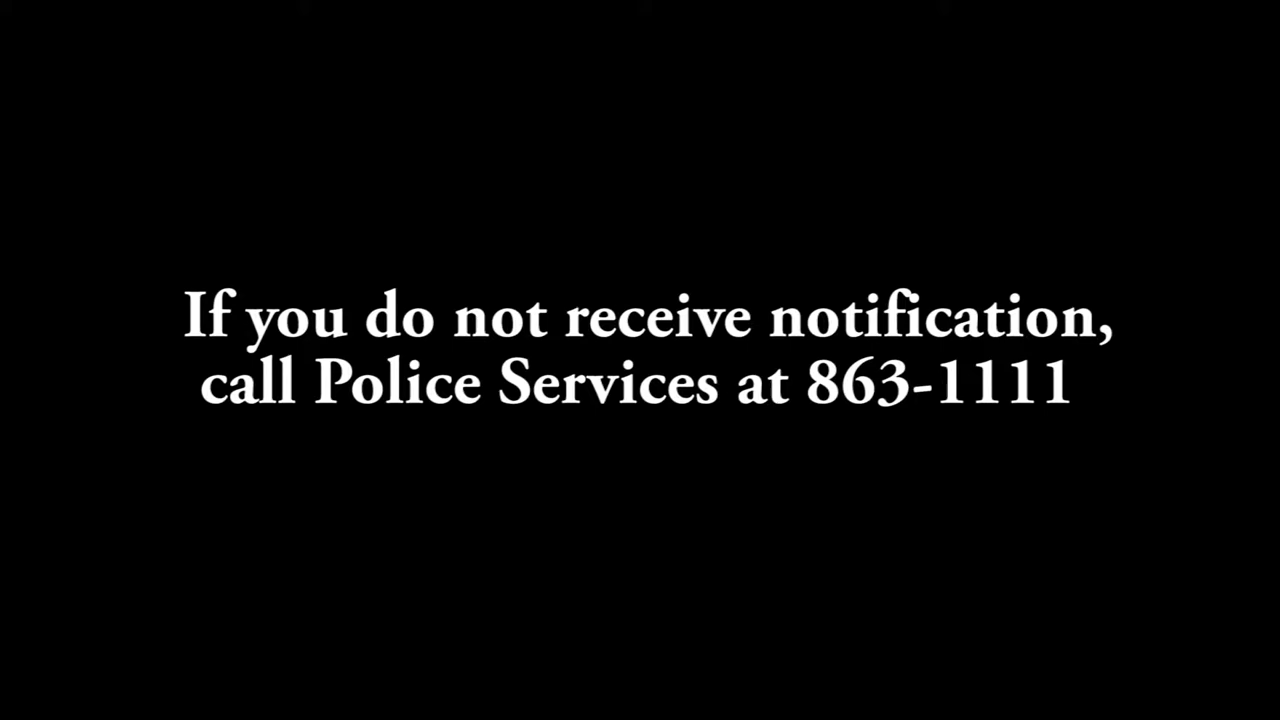 If you do not receive notification,
call Police Services at 863-1111